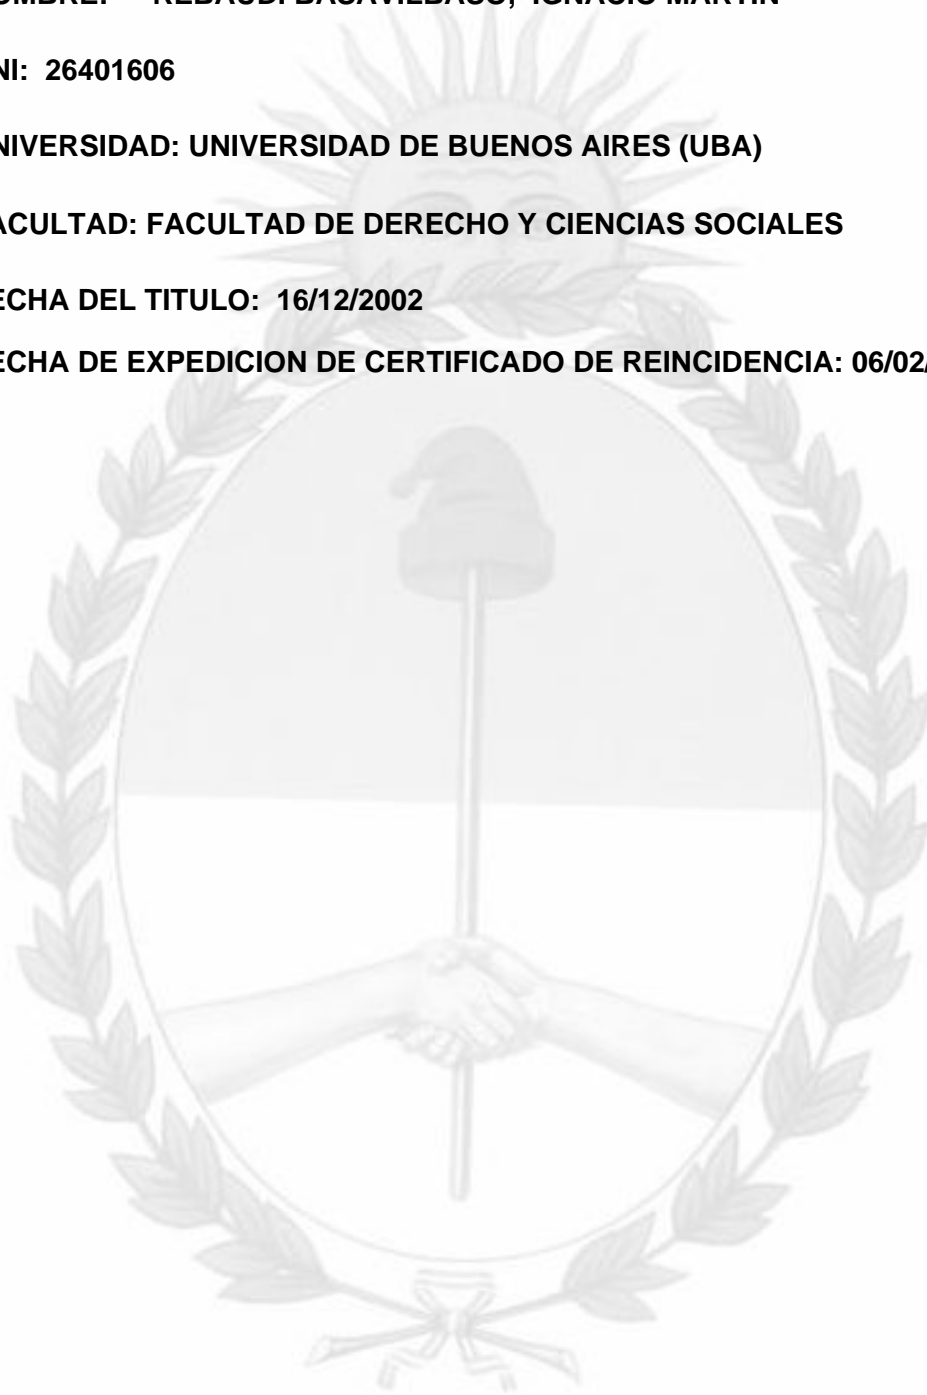 OMBRE: REBAUDI BASAVILBASO, IGNACIO MARTIN
NI: 26401606
NIVERSIDAD: UNIVERSIDAD DE BUENOS AIRES (UBA)
ACULTAD: FACULTAD DE DERECHO Y CIENCIAS SOCIALES
ECHA DEL TITULO: 16/12/2002
ECHA DE EXPEDICION DE CERTIFICADO DE REINCIDENCIA: 06/02/